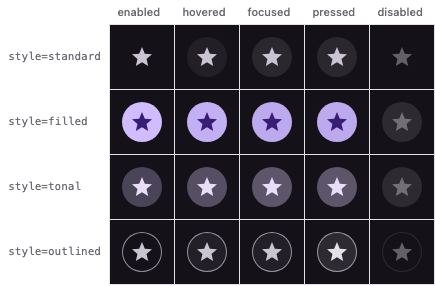 enabled hovered focused pressed disabled
style=standard
style=filled
style=tonal
style=outlined